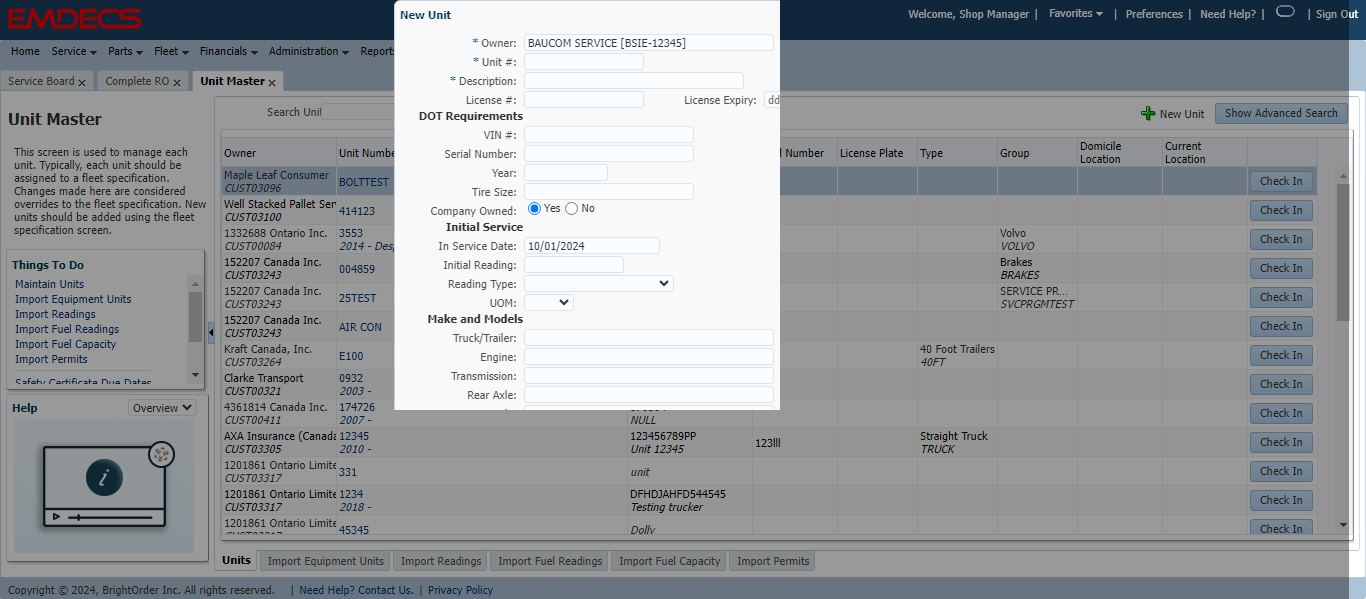 EMDECS
Welcome, Shop Manager | Favorites | Preferences | Need Help? | | Sign Out
Home Service Parts Fleet Financials Administration Reports
Service Board x Complete RO x Unit Master x
Unit Master
This screen is used to manage each
unit. Typically, each unit should be
assigned to a fleet specification.
Changes made here are considered
overrides to the fleet specification. New
units should be added using the fleet
specification screen.
Things To Do
Maintain Units
Import Equipment Units
Import Readings
Import Fuel Readings
Import Fuel Capacity
Import Permits
Safety Certificate Due Dates
Help Overview
i
New Unit
* Owner: BAUCOM SERVICE [BSIE-12345]
* Unit #:
* Description:
License #: License Expiry: dd
DOT Requirements
VIN #:
Serial Number:
Year:
Tire Size:
Company Owned: Yes No
Initial Service
In Service Date: 10/01/2024
Initial Reading:
Reading Type:
UOM:
Make and Models
Truck/Trailer:
Engine:
Transmission:
Rear Axle:
Search Unit
New Unit Show Advanced Search
Owner Unit Numbe Number License Plate Type Group Domicile Location Current Location
Maple Leaf Consumer
CUST03096 BOLTTEST Check In
Well Stacked Pallet Ser
CUST03100 414123 Check In
1332688 Ontario Inc. 3553 Volvo
CUST00084 2014 - Des VOLVO Check In
152207 Canada Inc. Brakes
CUST03243 004859 BRAKES Check In
152207 Canada Inc. SERVICE PR...
CUST03243 25TEST SVCPRGMTEST Check In
152207 Canada Inc.
CUST03243 AIR CON Check In
Kraft Canada, Inc. 40 Foot Trailers
CUST03264 E100 40FT Check In
Clarke Transport 0932
CUST00321 2003 - Check In
4361814 Canada Inc. 174726
CUST00411 2007 - NULL Check In
AXA Insurance (Canada 12345 123456789PP Straight Truck
CUST03305 2010 - Unit 12345 123lll TRUCK Check In
1201861 Ontario Limite
CUST03317 331 unit Check In
1201861 Ontario Limite 1234 DFHDJAHFD544545
CUST03317 2018 - Testing trucker Check In
1201861 Ontario Limite
CUST03317 45345 Dolly Check In
Units Import Equipment Units Import Readings Import Fuel Readings Import Fuel Capacity Import Permits
Copyright © 2024, BrightOrder Inc. All rights reserved. | Need Help? Contact Us. | Privacy Policy